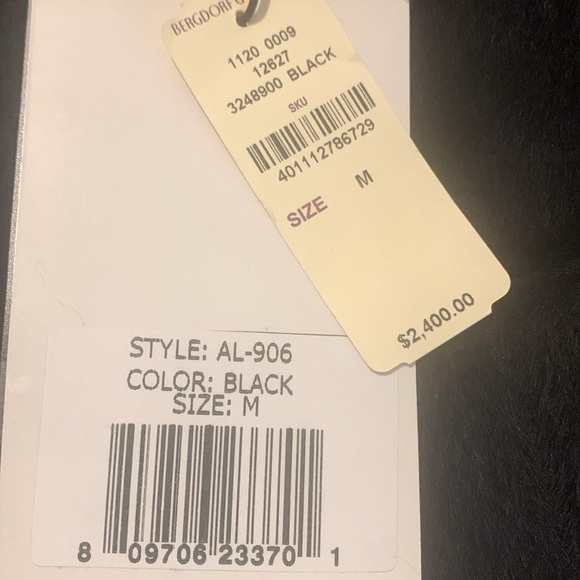 BERGDORF
1120 0009
12627
3248900 BLACK
SKU
401112786729
SIZE M
$2,400.00
STYLE: AL-906
COLOR: BLACK
SIZE: M
8 09706 23370 1